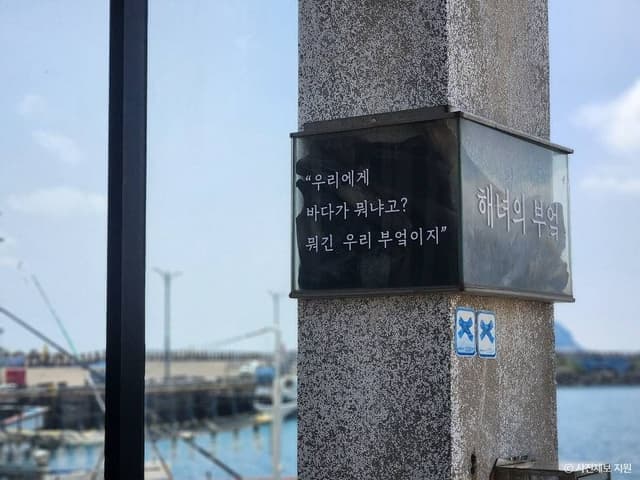 “우리에게
바다가 뭐냐고?
뭐긴 우리 부엌이지”
해녀의 부엌
© 사진제보 지원